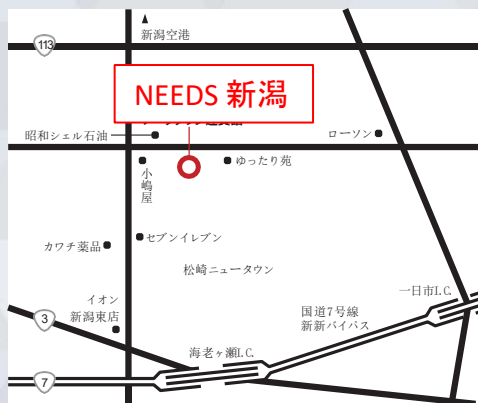 新潟空港
113
NEEDS 新潟
昭和シェル石油
ローソン
小嶋屋
ゆったり苑
セブンイレブン
カワチ薬品
松崎ニュータウン
一日市I.C.
イオン
新潟東店
国道7号線
新新バイパス
3
海老ヶ瀬I.C.
7